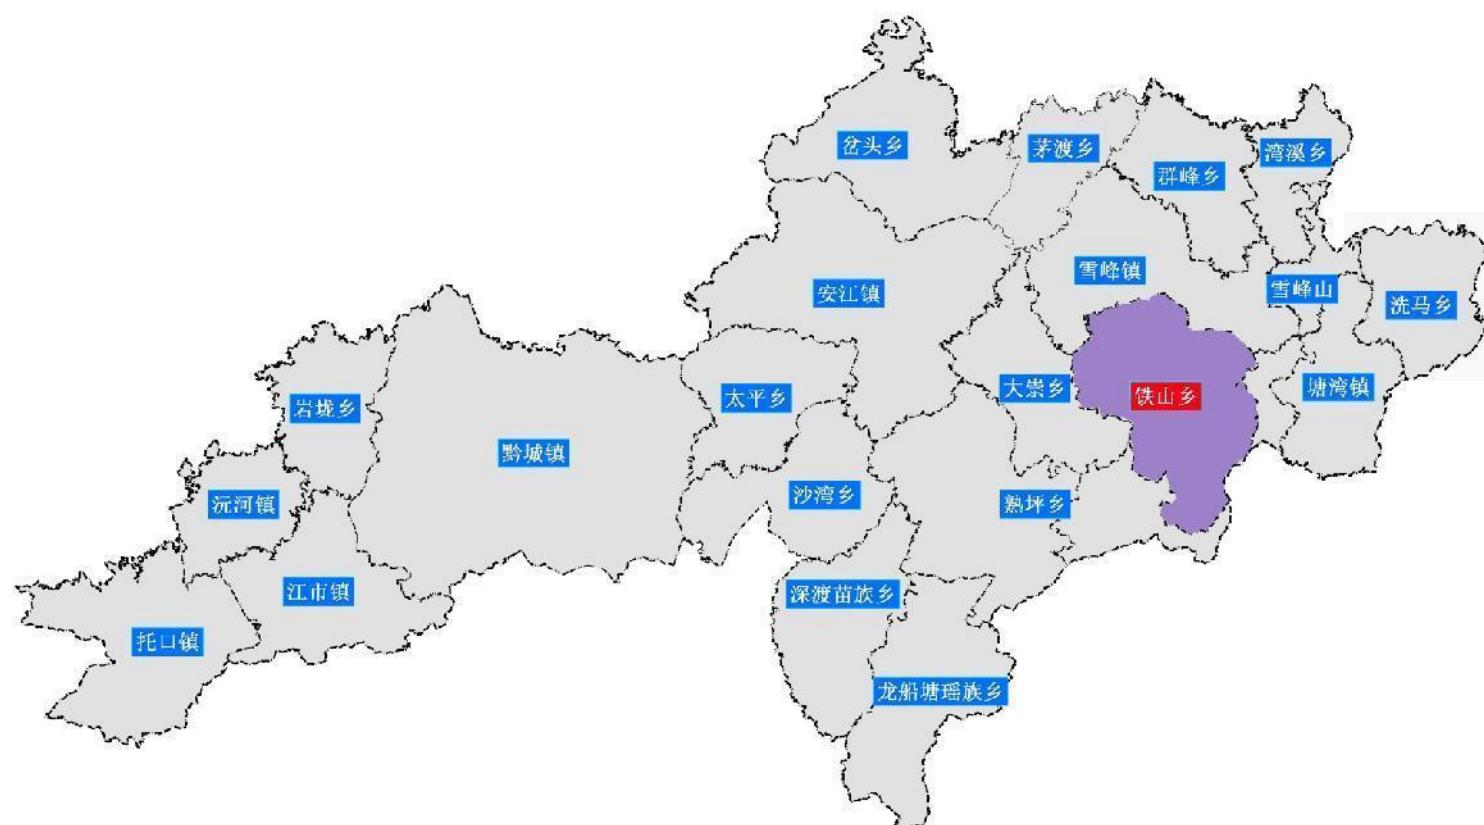 岔头乡
茅渡乡
湾溪乡
群峰乡
雪峰镇
安江镇
雪峰山
洗马乡
大崇乡
塘湾镇
太平乡
铁山乡
岩垅乡
黔城镇
沙湾乡
沅河镇
熟坪乡
江市镇
深渡苗族乡
托口镇
龙船塘瑶族乡